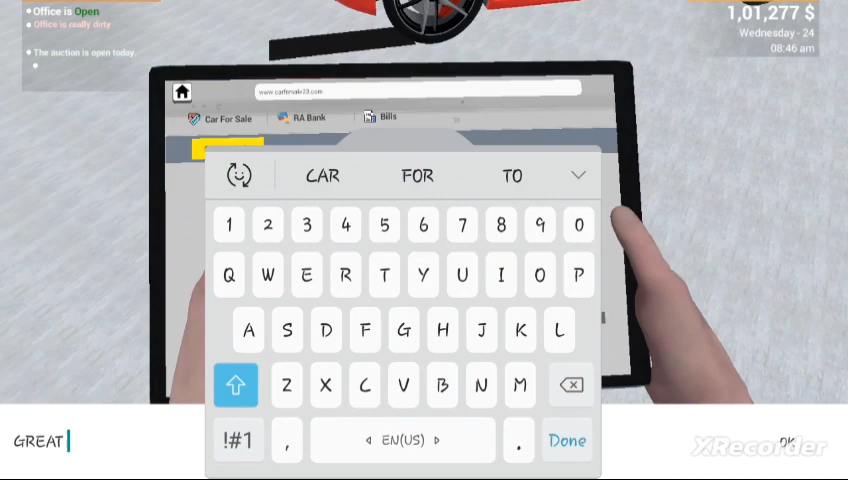 Office is Open
Office is really dirty
The auction is open today.
1,01,277 $
Wednesday - 24
08:46 am
www.carforsale23.com
Car For Sale RA Bank Bills »
CAR FOR TO
1 2 3 4 5 6 7 8 9 0
Q W E R T Y U I O P
A S D F G H J K L
Z X C V B N M
!#1 , EN(US) . Done
GREAT
OK
XRecorder